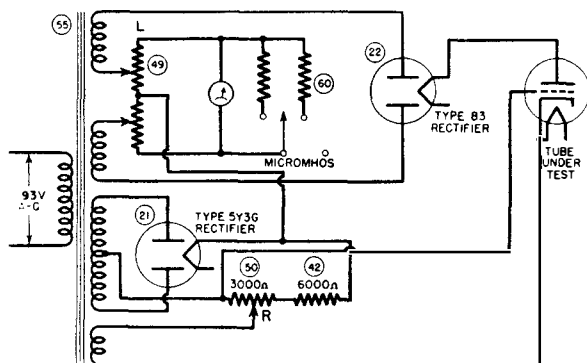 55
L
49
60
22
TYPE 83
RECTIFIER
MICROMHOS
TUBE
UNDER
TEST
93V
21
TYPE 5Y3G
RECTIFIER
50
42
3000Ω
6000Ω
R